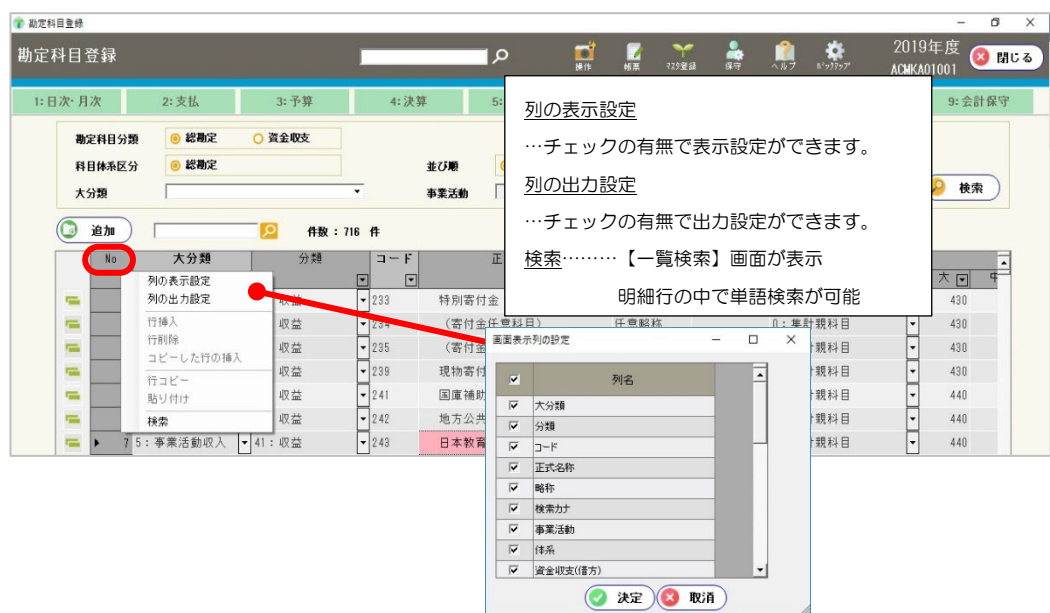 勘定科目登録
勘定科目登録
操作 帳票 ﾏｽﾀ登録 保守 ヘルプ ﾊﾞｯｸｱｯﾌﾟ
2019年度
ACMKA01001
閉じる
1:日次･月次 2:支払 3:予算 4:決算 5: 9:会計保守
列の表示設定
…チェックの有無で表示設定ができます。
列の出力設定
…チェックの有無で出力設定ができます。
検索………【一覧検索】画面が表示
明細行の中で単語検索が可能
勘定科目分類 総勘定 資金収支
科目体系区分 総勘定 並び順
大分類 事業活動 検索
追加 件数：716 件
No 大分類 分類 コード 正
大 中
列の表示設定
列の出力設定
行挿入
行削除
コピーした行の挿入
行コピー
貼り付け
検索
収益 233 特別寄付金 430
収益 234 （寄付金任意科目） 任意略称 0：集計親科目 430
収益 235 （寄付金 親科目 430
収益 239 現物寄付 親科目 430
収益 241 国庫補助 親科目 440
収益 242 地方公共 親科目 440
7 5：事業活動収入 41：収益 243 日本教育 親科目 440
画面表示列の設定
列名
大分類
分類
コード
正式名称
略称
検索カナ
事業活動
体系
資金収支(借方)
決定 取消